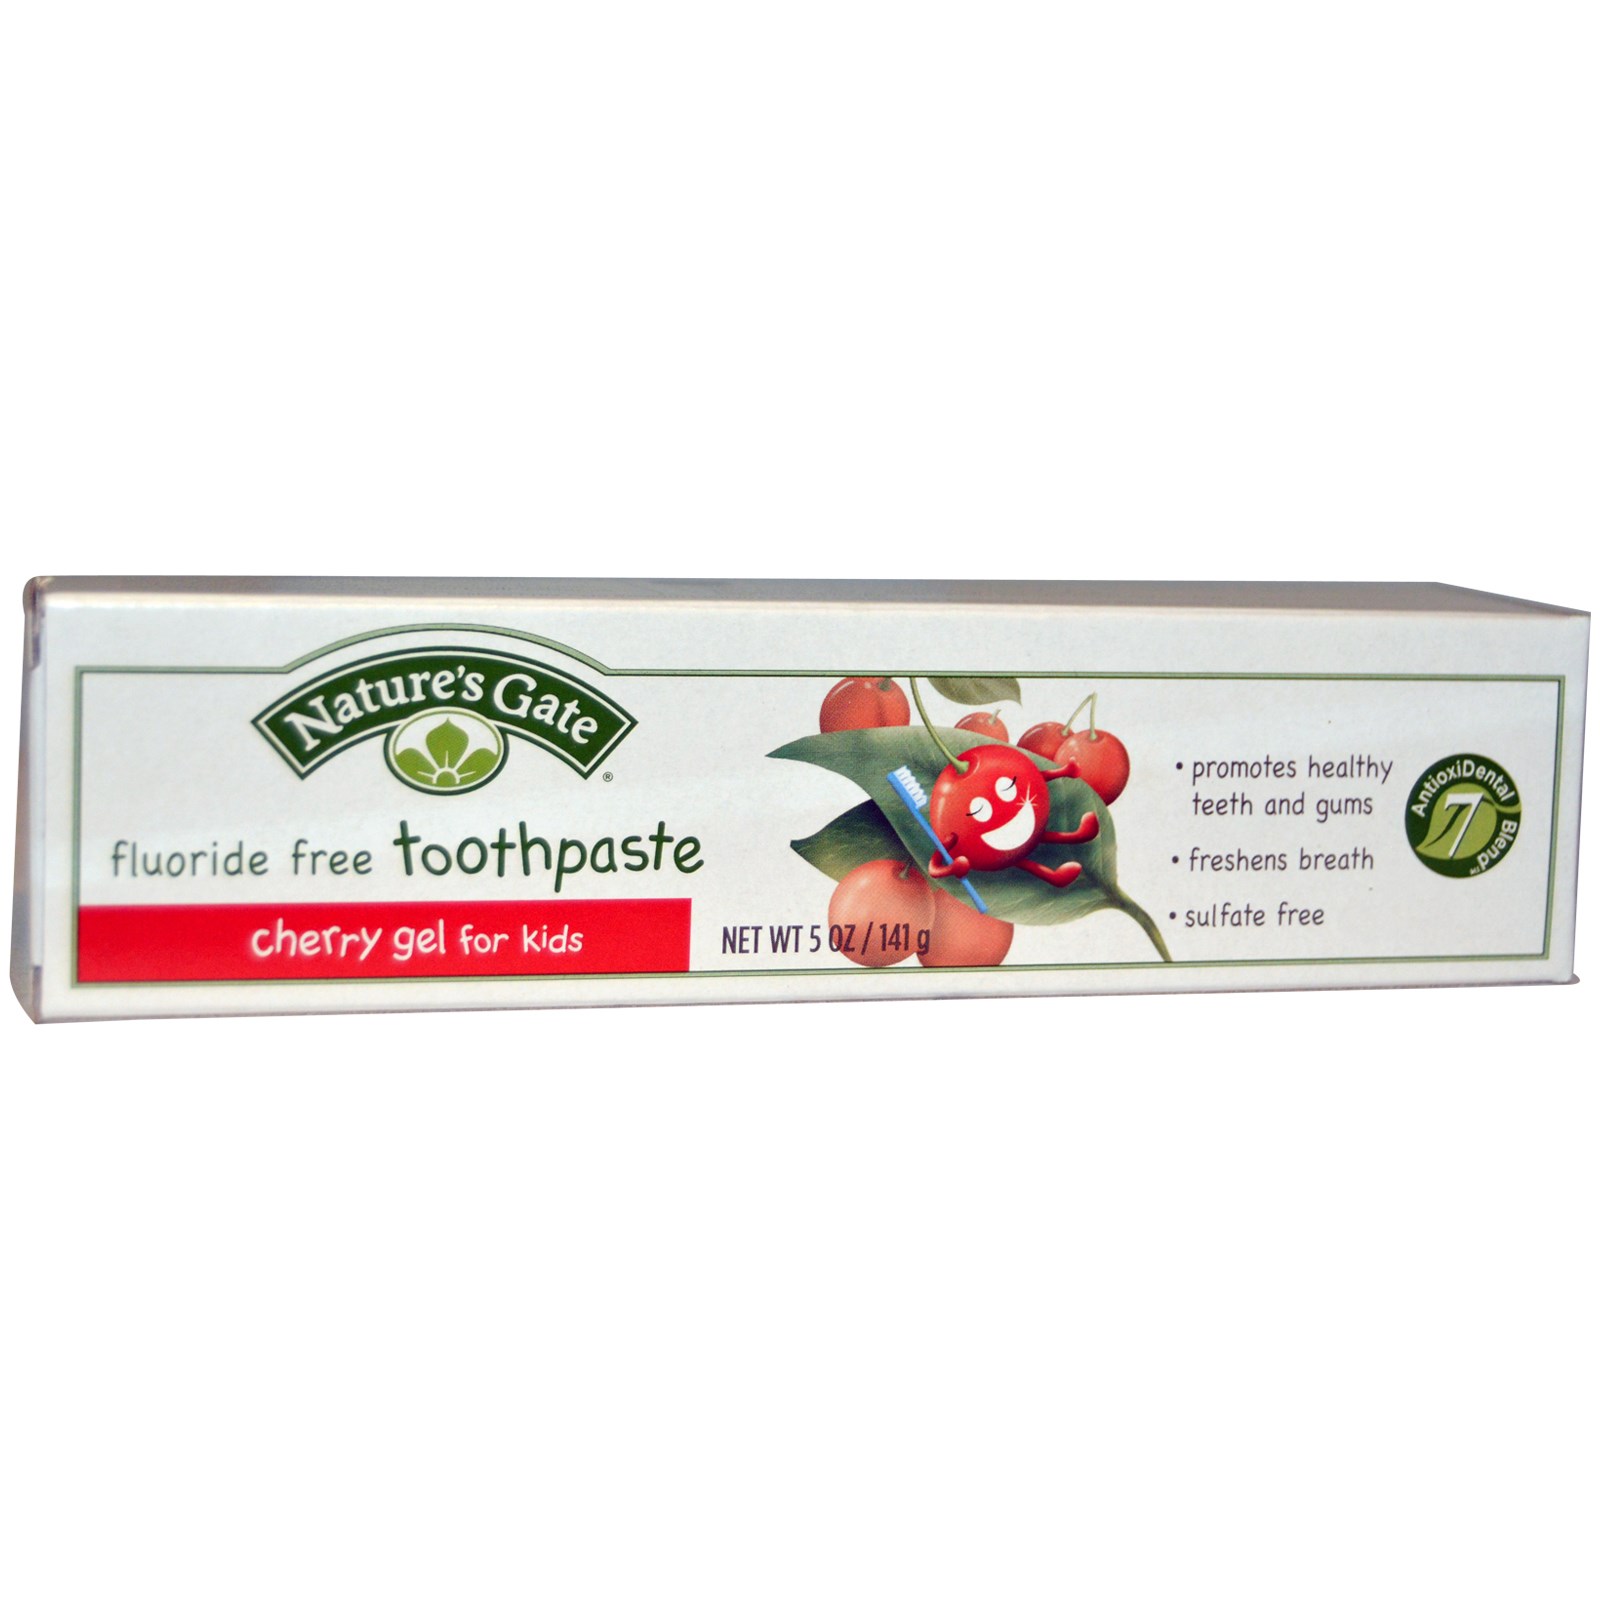 Nature's Gate®
fluoride free toothpaste
cherry gel for kids
NET WT 5 OZ / 141 g
• promotes healthy
teeth and gums
• freshens breath
• sulfate free
AntioxiDental
7
Blend™